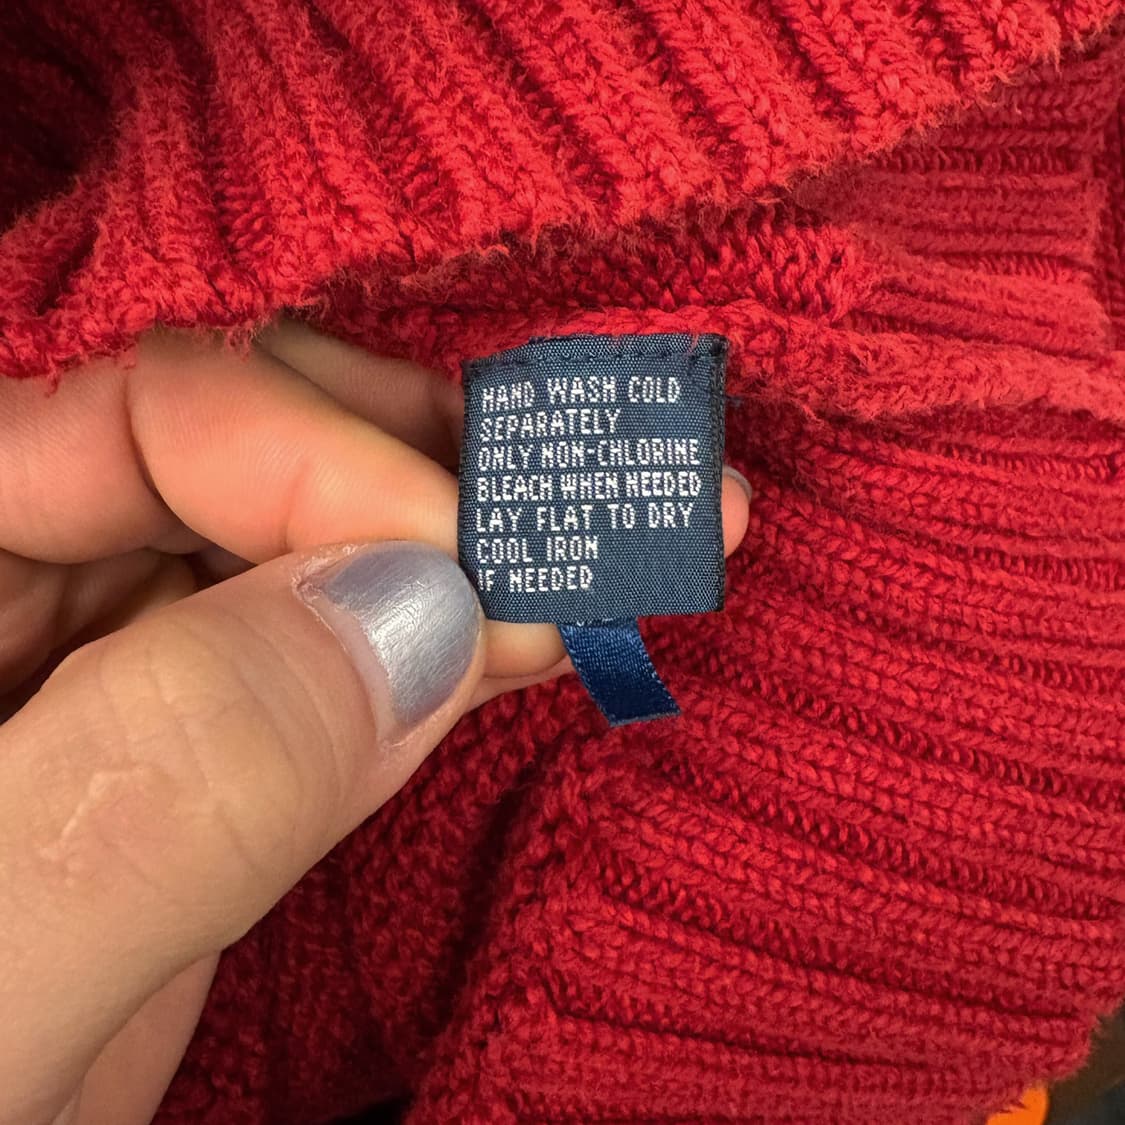 HAND WASH COLD
SEPARATELY
ONLY NON-CHLORINE
BLEACH WHEN NEEDED
LAY FLAT TO DRY
COOL IRON
IF NEEDED